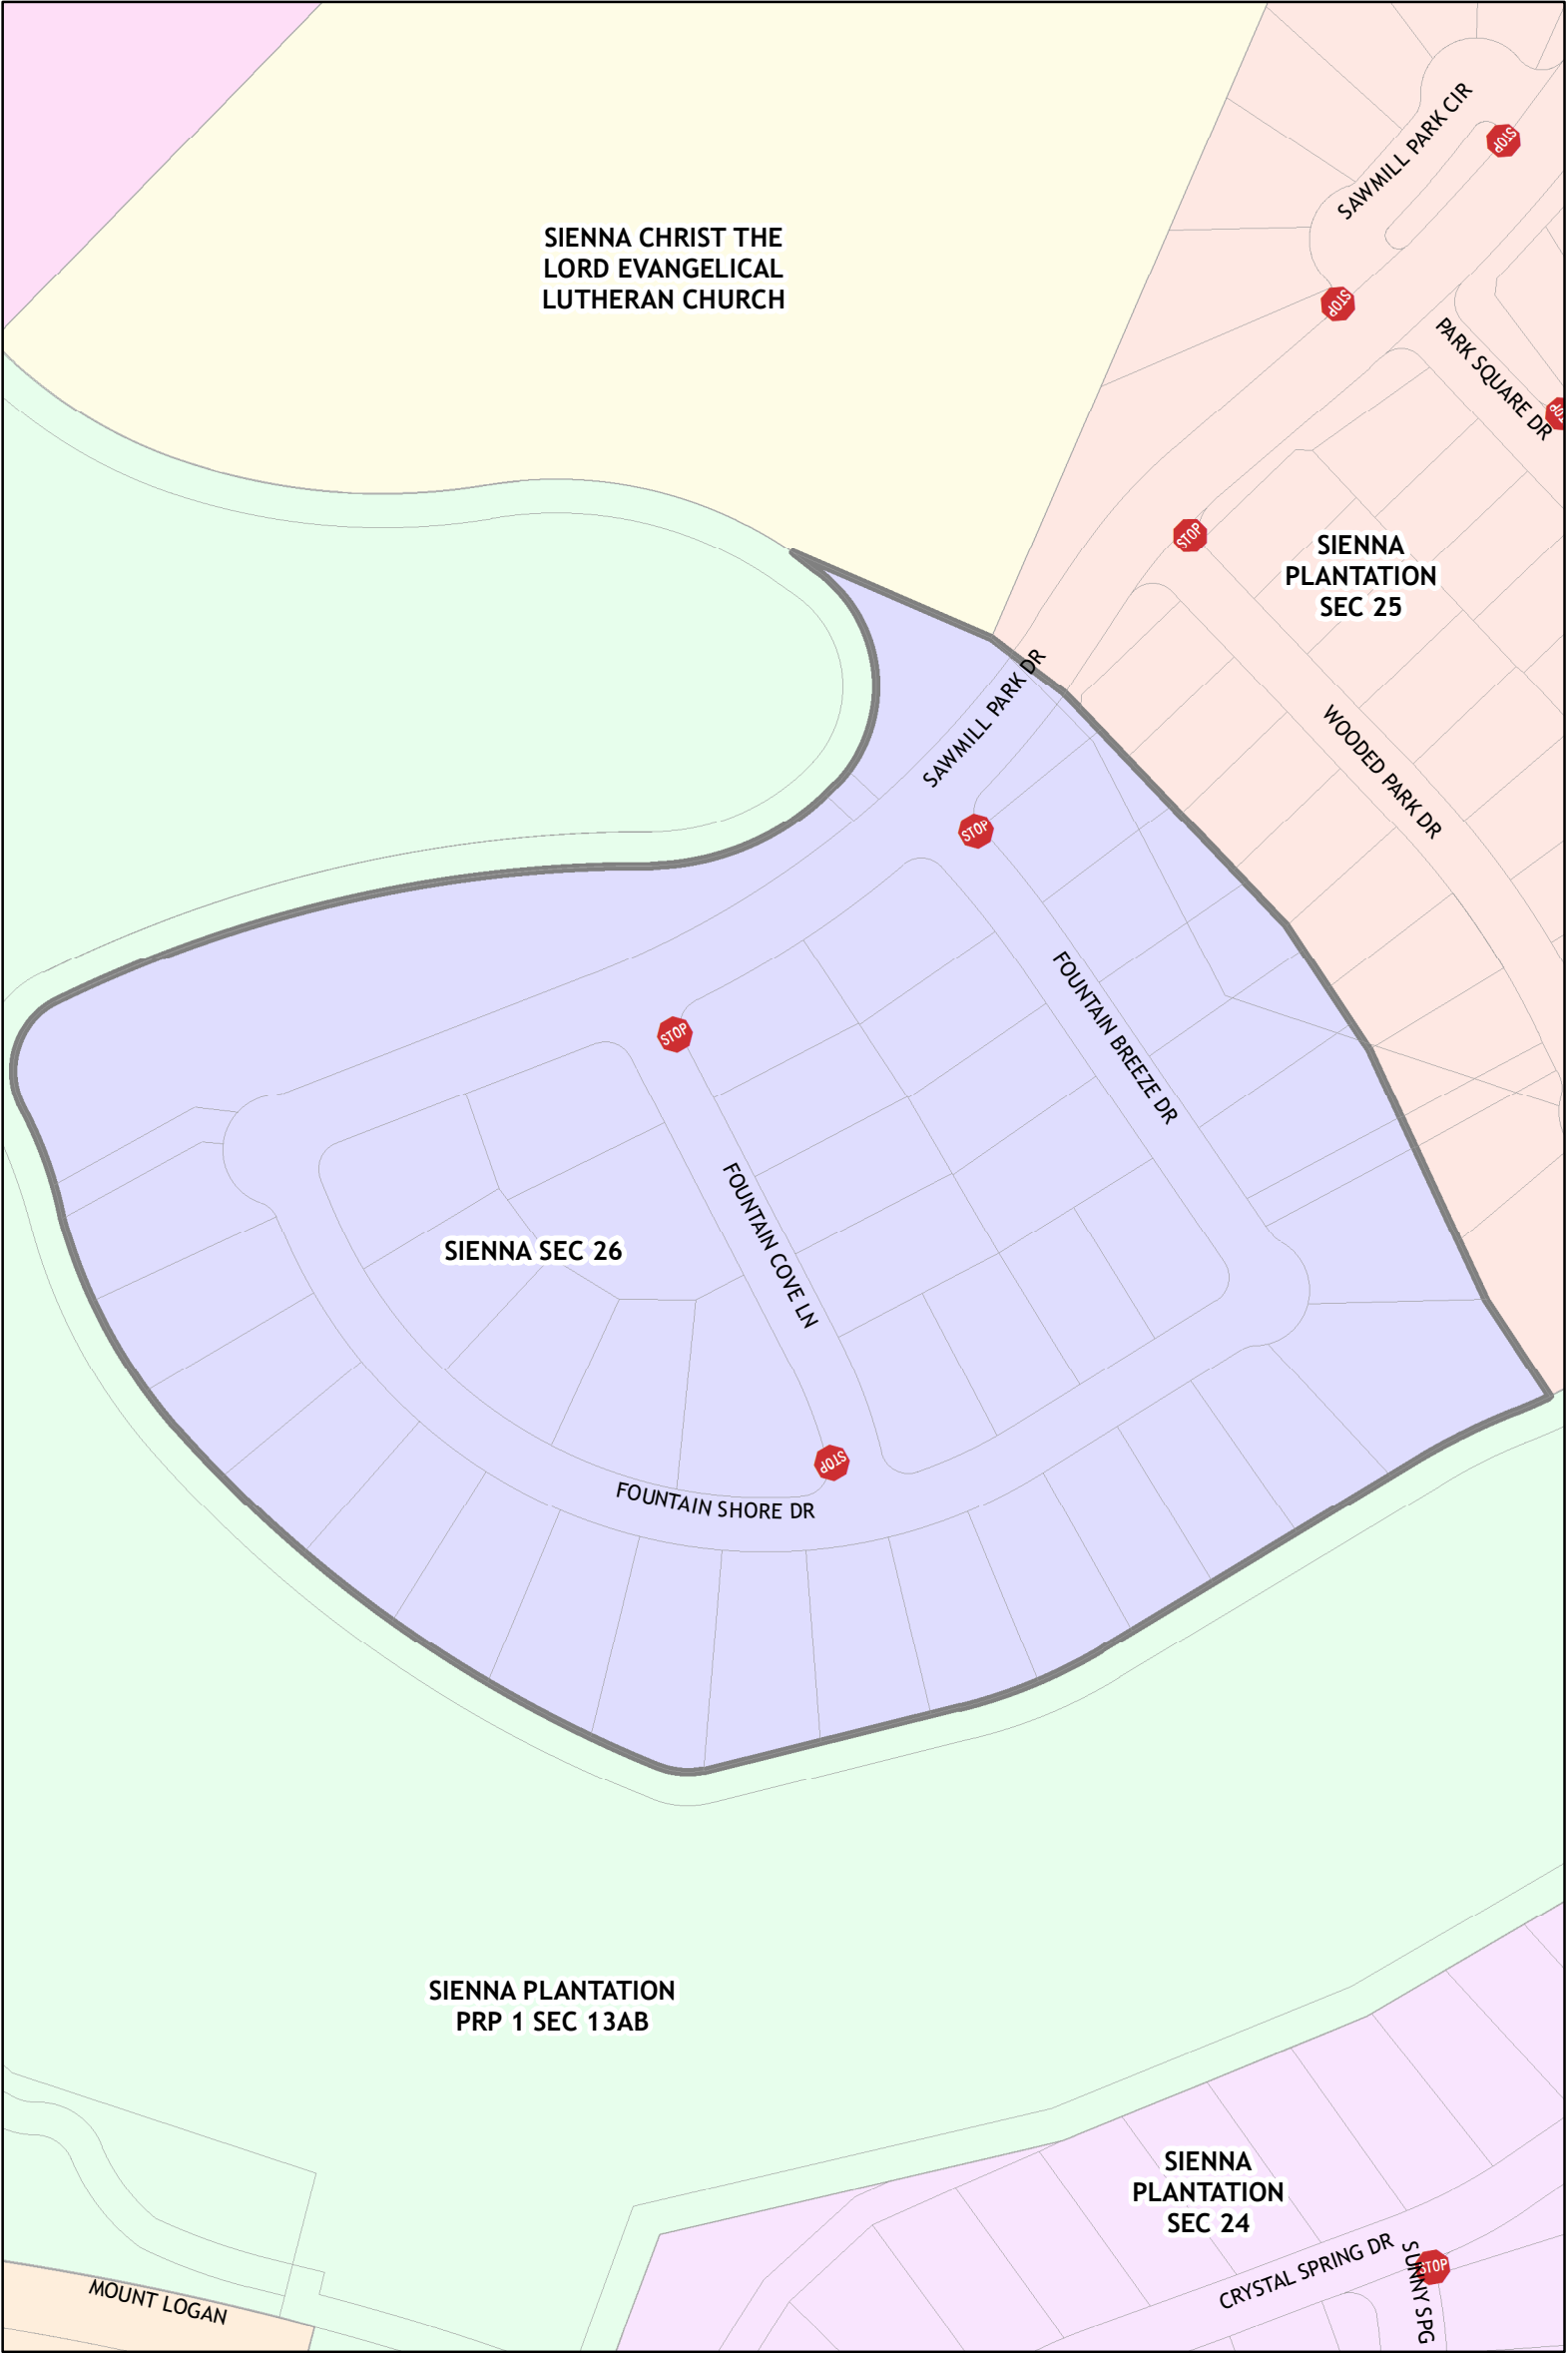 SAWMILL PARK CIR
STOP
SIENNA CHRIST THE
LORD EVANGELICAL
LUTHERAN CHURCH
STOP
PARK SQUARE DR
STOP
STOP
SIENNA
PLANTATION
SEC 25
SAWMILL PARK DR
WOODED PARK DR
STOP
STOP
FOUNTAIN BREEZE DR
FOUNTAIN COVE LN
SIENNA SEC 26
STOP
FOUNTAIN SHORE DR
SIENNA PLANTATION
PRP 1 SEC 13AB
SIENNA
PLANTATION
SEC 24
CRYSTAL SPRING DR
STOP
SUNNY SPG
MOUNT LOGAN